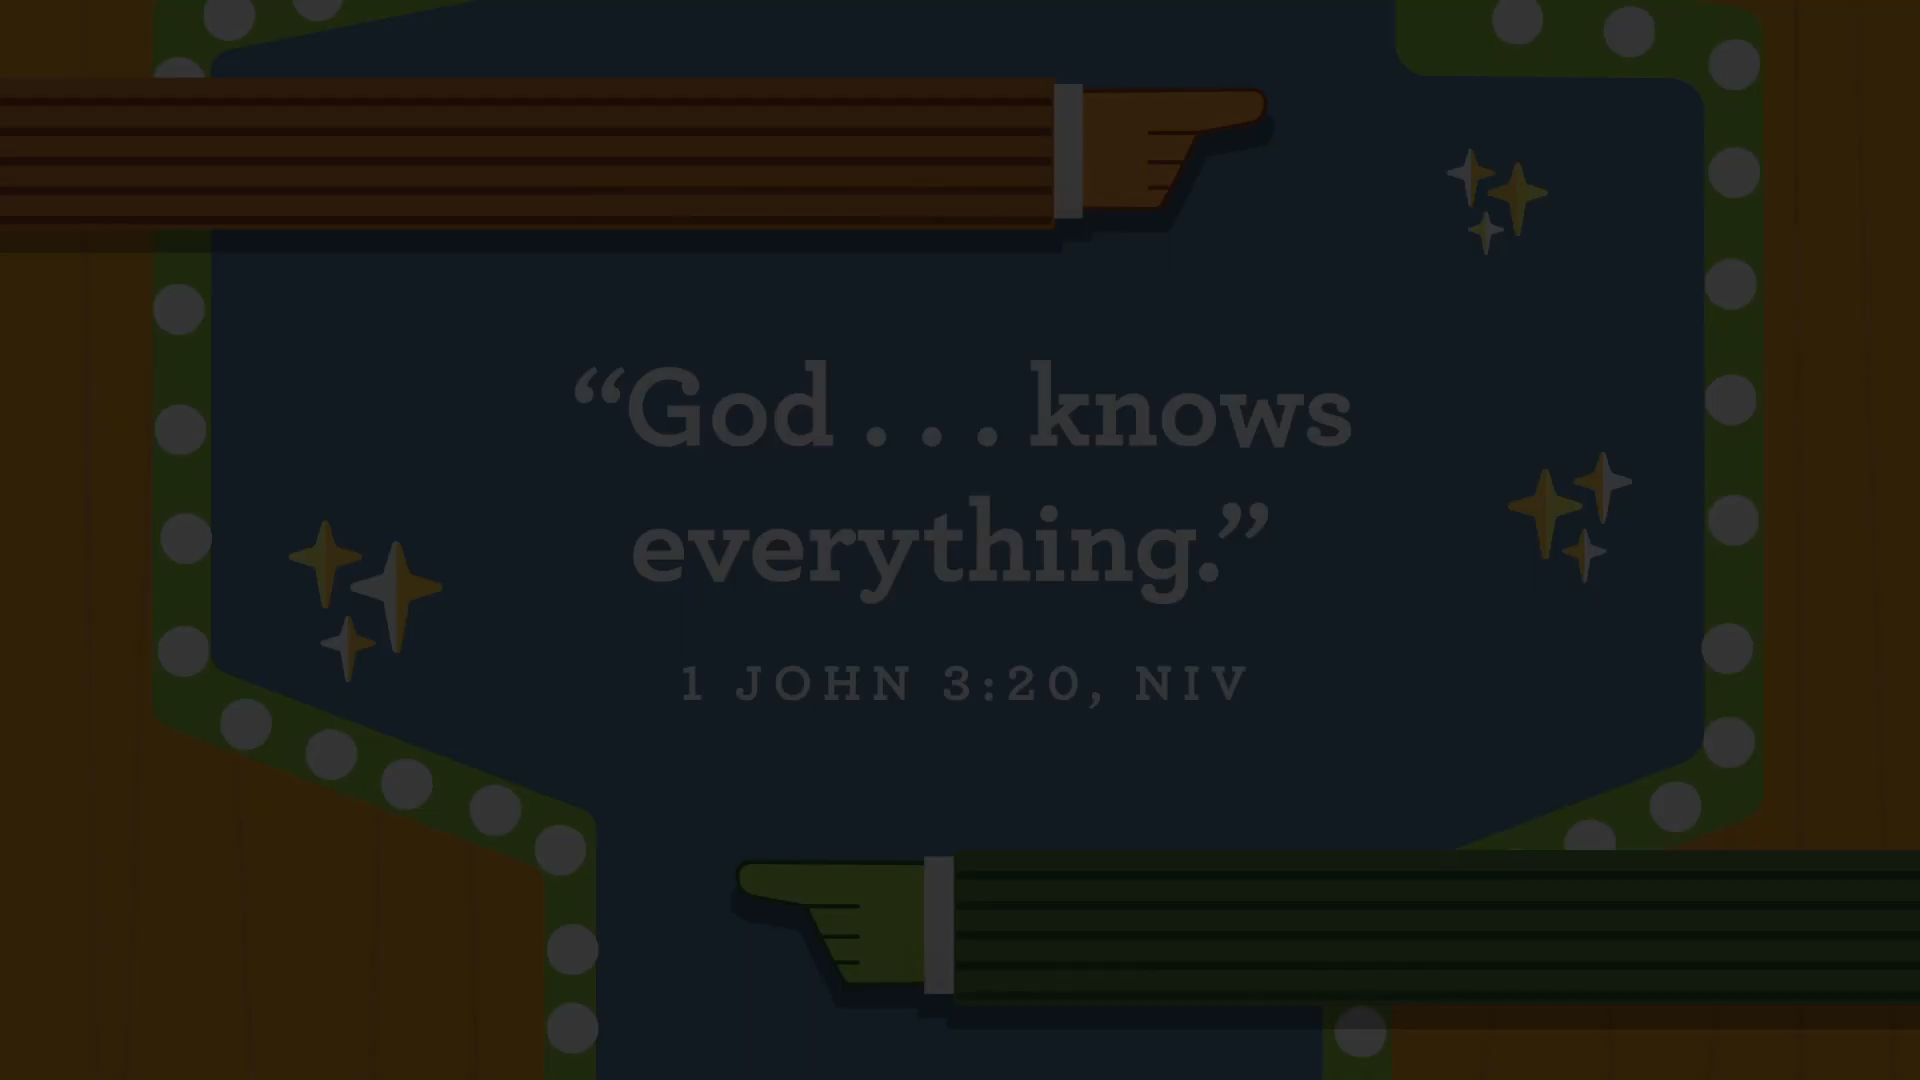 “God . . . knows
everything.”
1 JOHN 3:20, NIV